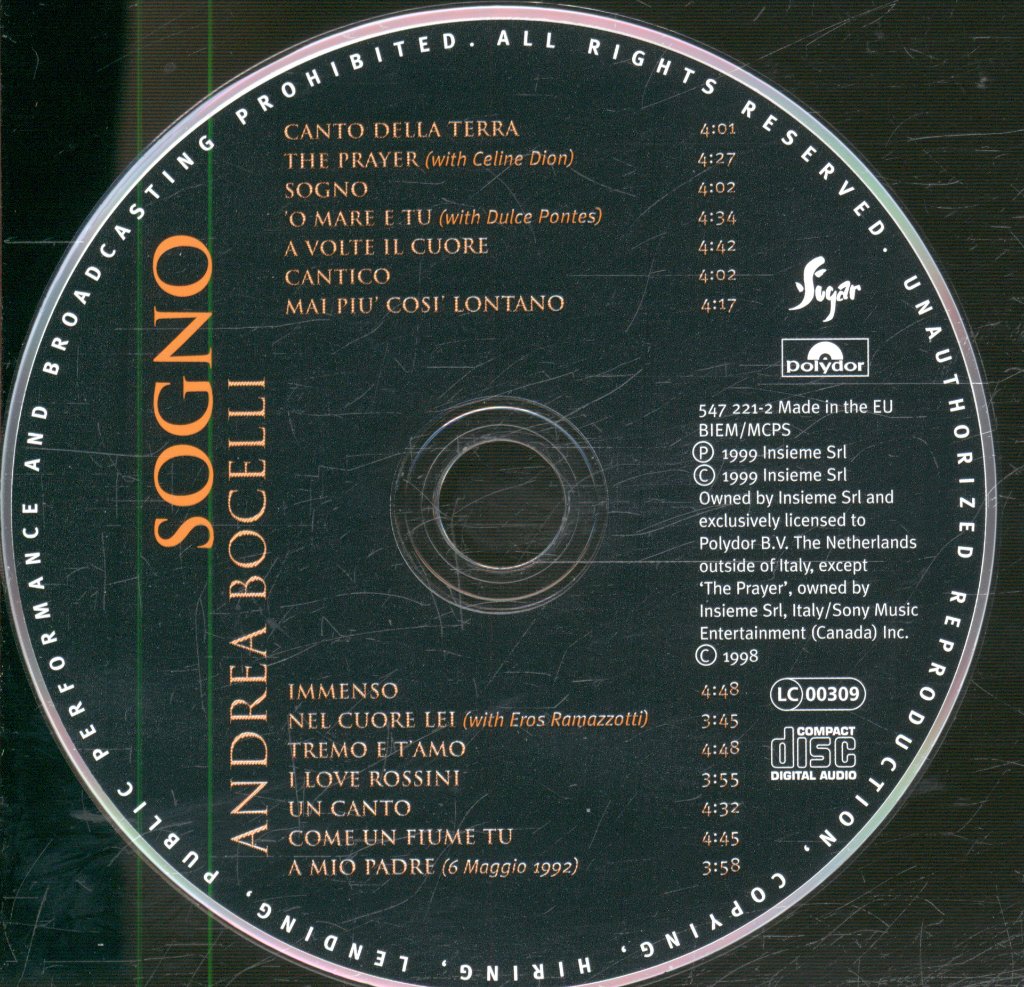 PUBLIC PERFORMANCE AND BROADCASTING PROHIBITED. ALL RIGHTS RESERVED. UNAUTHORIZED REPRODUCTION, COPYING, HIRING, LENDING,
SOGNO
ANDREA BOCELLI
CANTO DELLA TERRA 4:01
THE PRAYER (with Celine Dion) 4:27
SOGNO 4:02
'O MARE E TU (with Dulce Pontes) 4:34
A VOLTE IL CUORE 4:42
CANTICO 4:02
MAI PIU' COSI' LONTANO 4:17
Sugar
polydor
547 221-2 Made in the EU
BIEM/MCPS
℗ 1999 Insieme Srl
© 1999 Insieme Srl
Owned by Insieme Srl and
exclusively licensed to
Polydor B.V. The Netherlands
outside of Italy, except
‘The Prayer’, owned by
Insieme Srl, Italy/Sony Music
Entertainment (Canada) Inc.
© 1998
LC 00309
COMPACT
disc
DIGITAL AUDIO
IMMENSO 4:48
NEL CUORE LEI (with Eros Ramazzotti) 3:45
TREMO E T'AMO 4:48
I LOVE ROSSINI 3:55
UN CANTO 4:32
COME UN FIUME TU 4:45
A MIO PADRE (6 Maggio 1992) 3:58